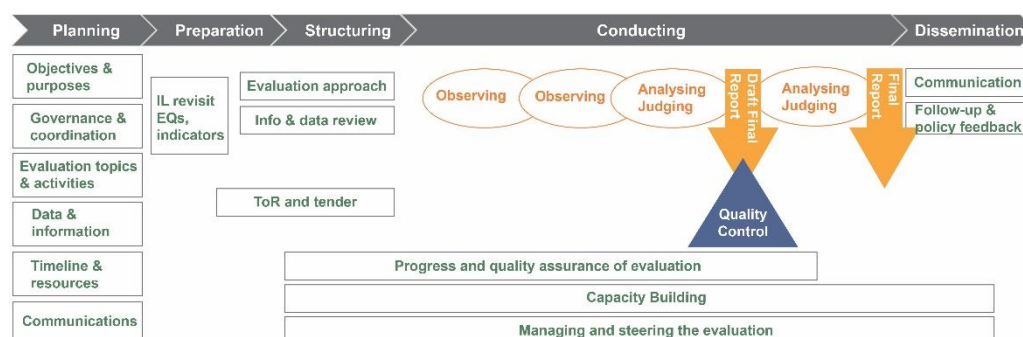 Planning
Preparation
Structuring
Conducting
Dissemination
Objectives &
purposes
Governance &
coordination
Evaluation topics
& activities
Data &
information
Timeline &
resources
Communications
IL revisit
EQs,
indicators
Evaluation approach
Info & data review
ToR and tender
Observing
Observing
Analysing
Judging
Draft Final
Report
Analysing
Judging
Final
Report
Communication
Follow-up &
policy feedback
Quality
Control
Progress and quality assurance of evaluation
Capacity Building
Managing and steering the evaluation